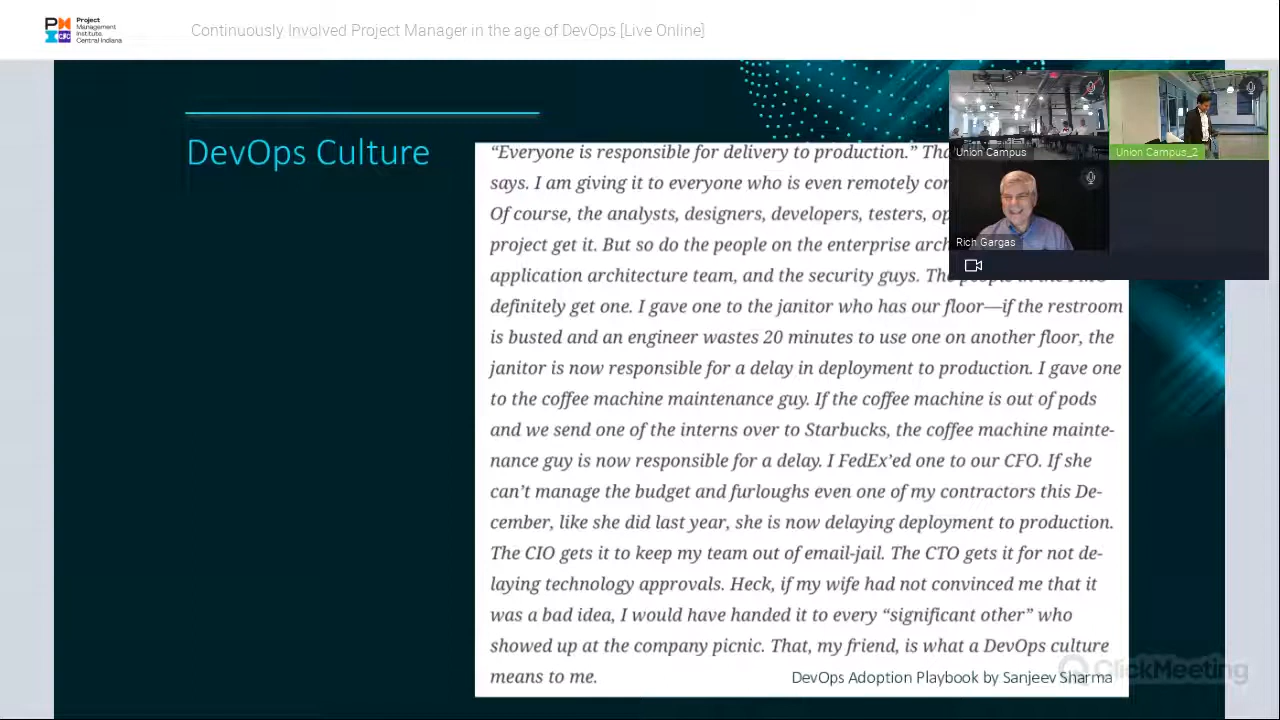 Project
Management
Institute.
Central Indiana
Continuously Involved Project Manager in the age of DevOps [Live Online]
DevOps Culture
“Everyone is responsible for delivery to production.”
says. I am giving it to everyone who is even remotely
Of course, the analysts, designers, developers, testers,
project get it. But so do the people on the enterprise
application architecture team, and the security guys. The people in the
definitely get one. I gave one to the janitor who has our floor—if the restroom
is busted and an engineer wastes 20 minutes to use one on another floor, the
janitor is now responsible for a delay in deployment to production. I gave one
to the coffee machine maintenance guy. If the coffee machine is out of pods
and we send one of the interns over to Starbucks, the coffee machine mainte-
nance guy is now responsible for a delay. I FedEx’ed one to our CFO. If she
can’t manage the budget and furloughs even one of my contractors this De-
cember, like she did last year, she is now delaying deployment to production.
The CIO gets it to keep my team out of email-jail. The CTO gets it for not de-
laying technology approvals. Heck, if my wife had not convinced me that it
was a bad idea, I would have handed it to every “significant other” who
showed up at the company picnic. That, my friend, is what a DevOps culture
means to me.
DevOps Adoption Playbook by Sanjeev Sharma
Union Campus
Union Campus_2
Rich Gargas
ClickMeeting